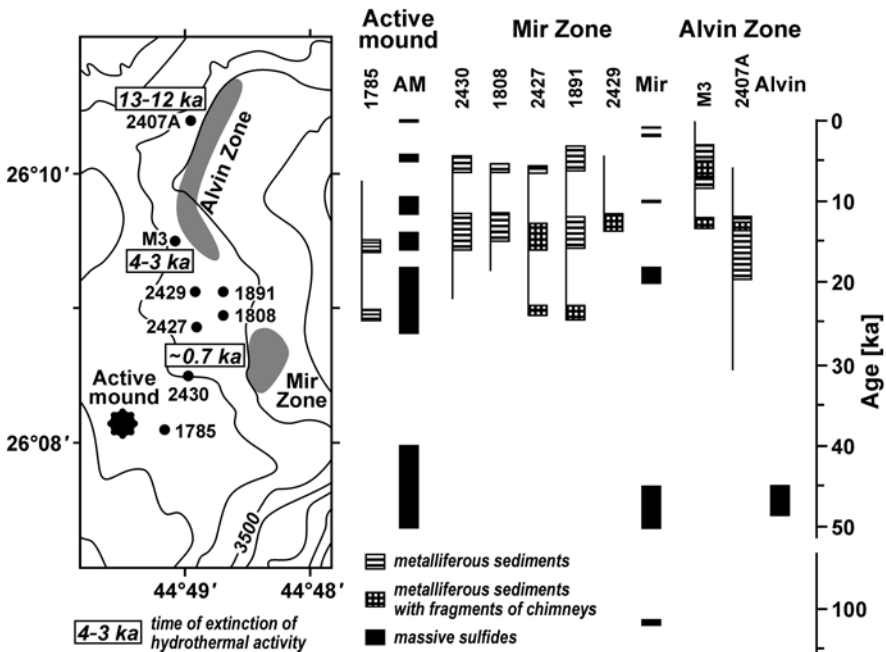 Active mound
Mir Zone
Alvin Zone
1785
AM
2430
1808
2427
1891
2429
Mir
M3
2407A
Alvin
13-12 ka
2407A
Alvin Zone
26°10′
M3
4-3 ka
2429
1891
1808
2427
~0.7 ka
Active mound
2430
Mir Zone
1785
26°08′
3500
44°49′
44°48′
4-3 ka
time of extinction of
hydrothermal activity
metalliferous sediments
metalliferous sediments
with fragments of chimneys
massive sulfides
0
10
20
30
40
50
100
Age [ka]